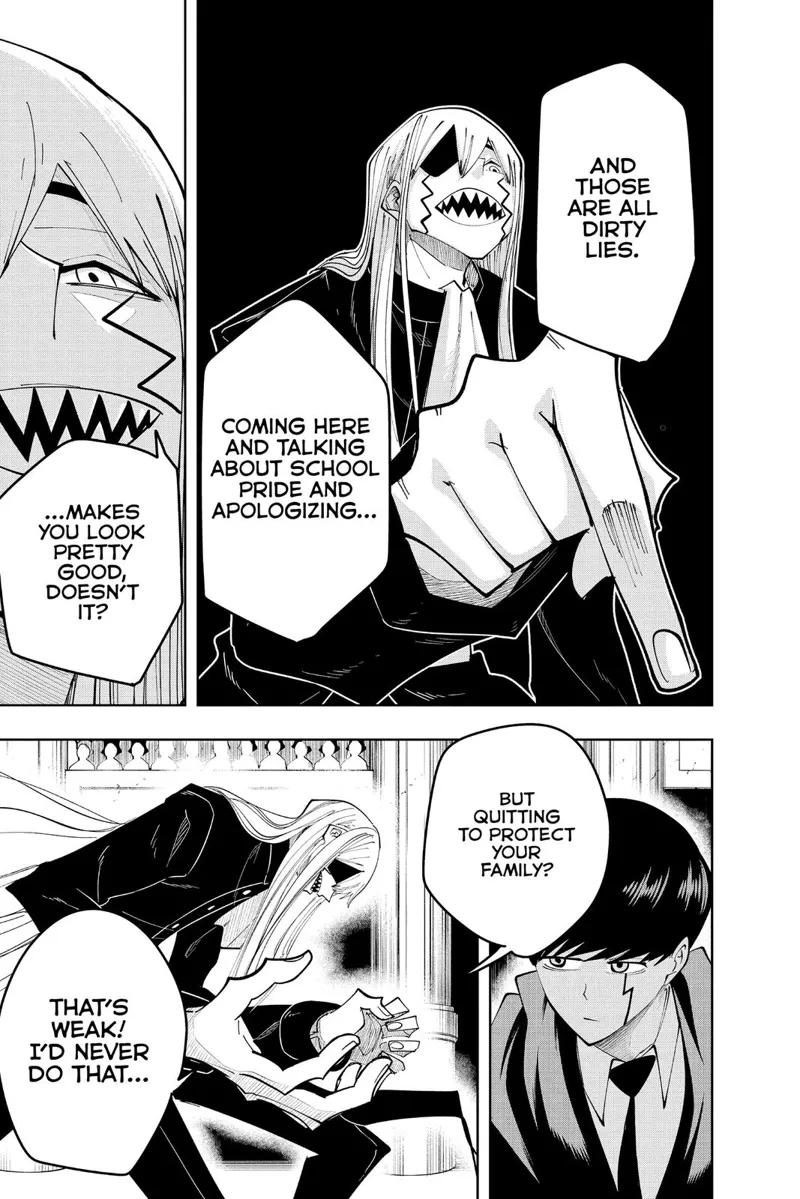 AND
THOSE
ARE ALL
DIRTY
LIES.
COMING HERE
AND TALKING
ABOUT SCHOOL
PRIDE AND
APOLOGIZING...
...MAKES
YOU LOOK
PRETTY
GOOD,
DOESN'T
IT?
BUT
QUITTING
TO PROTECT
YOUR
FAMILY?
THAT'S
WEAK!
I'D NEVER
DO THAT...